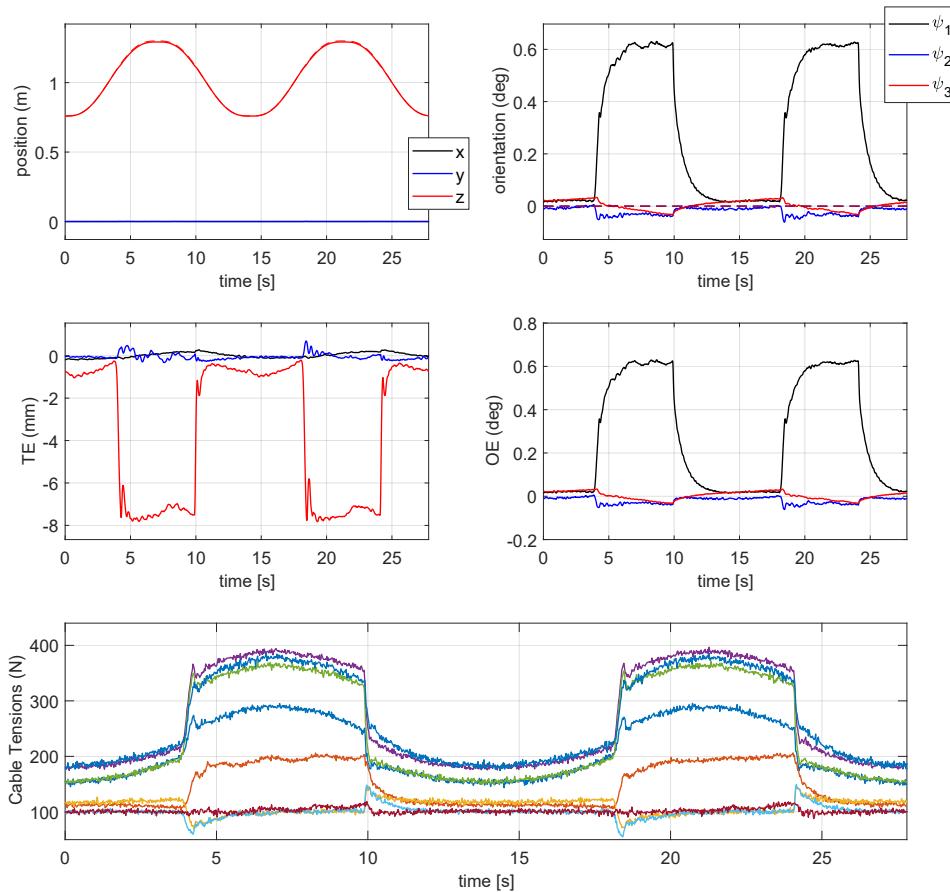 ψ1
ψ2
ψ3
position (m)
1
0.5
0
x
y
z
0 5 10 15 20 25
time [s]
orientation (deg)
0.6
0.4
0.2
0
0 5 10 15 20 25
time [s]
TE (mm)
0
-2
-4
-6
-8
0 5 10 15 20 25
time [s]
OE (deg)
0.8
0.6
0.4
0.2
0
-0.2
0 5 10 15 20 25
time [s]
Cable Tensions (N)
400
300
200
100
0 5 10 15 20 25
time [s]